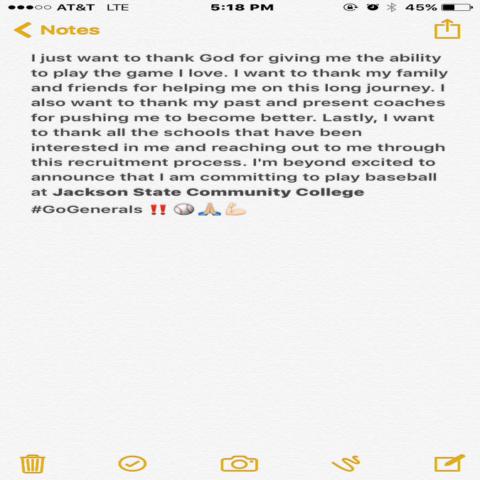 AT&T LTE 5:18 PM 45%
Notes
I just want to thank God for giving me the ability
to play the game I love. I want to thank my family
and friends for helping me on this long journey. I
also want to thank my past and present coaches
for pushing me to become better. Lastly, I want
to thank all the schools that have been
interested in me and reaching out to me through
this recruitment process. I'm beyond excited to
announce that I am committing to play baseball
at Jackson State Community College
#GoGenerals ‼️ ⚾ 🙏🏼 💪🏻